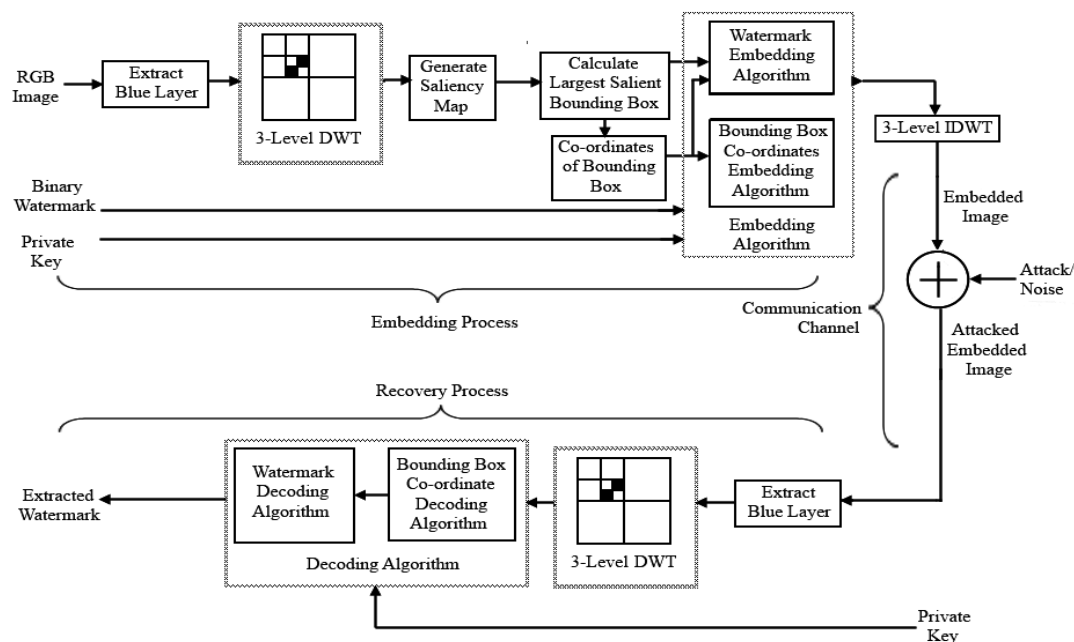 RGB
Image
Extract
Blue Layer
3-Level DWT
Generate
Saliency
Map
Calculate
Largest Salient
Bounding Box
Co-ordinates
of Bounding
Box
Watermark
Embedding
Algorithm
Bounding Box
Co-ordinates
Embedding
Algorithm
Embedding
Algorithm
3-Level IDWT
Binary
Watermark
Private
Key
Embedding Process
Embedded
Image
Attack/
Noise
Communication
Channel
Attacked
Embedded
Image
Recovery Process
Extracted
Watermark
Watermark
Decoding
Algorithm
Bounding Box
Co-ordinate
Decoding
Algorithm
Decoding Algorithm
3-Level DWT
Extract
Blue Layer
Private
Key